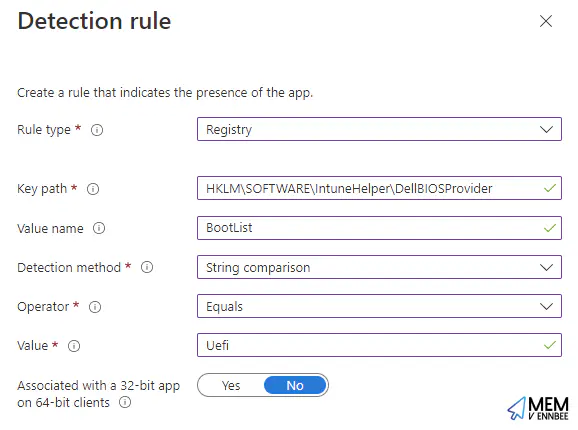 Detection rule
Create a rule that indicates the presence of the app.
Rule type *
Registry
Key path *
HKLM\SOFTWARE\IntuneHelper\DellBIOSProvider
Value name
BootList
Detection method *
String comparison
Operator *
Equals
Value *
Uefi
Associated with a 32-bit app
on 64-bit clients
Yes No
MEM
V ENNBEE